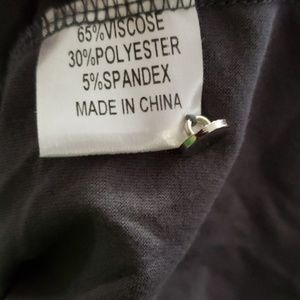 65%VISCOSE
30%POLYESTER
5%SPANDEX
MADE IN CHINA